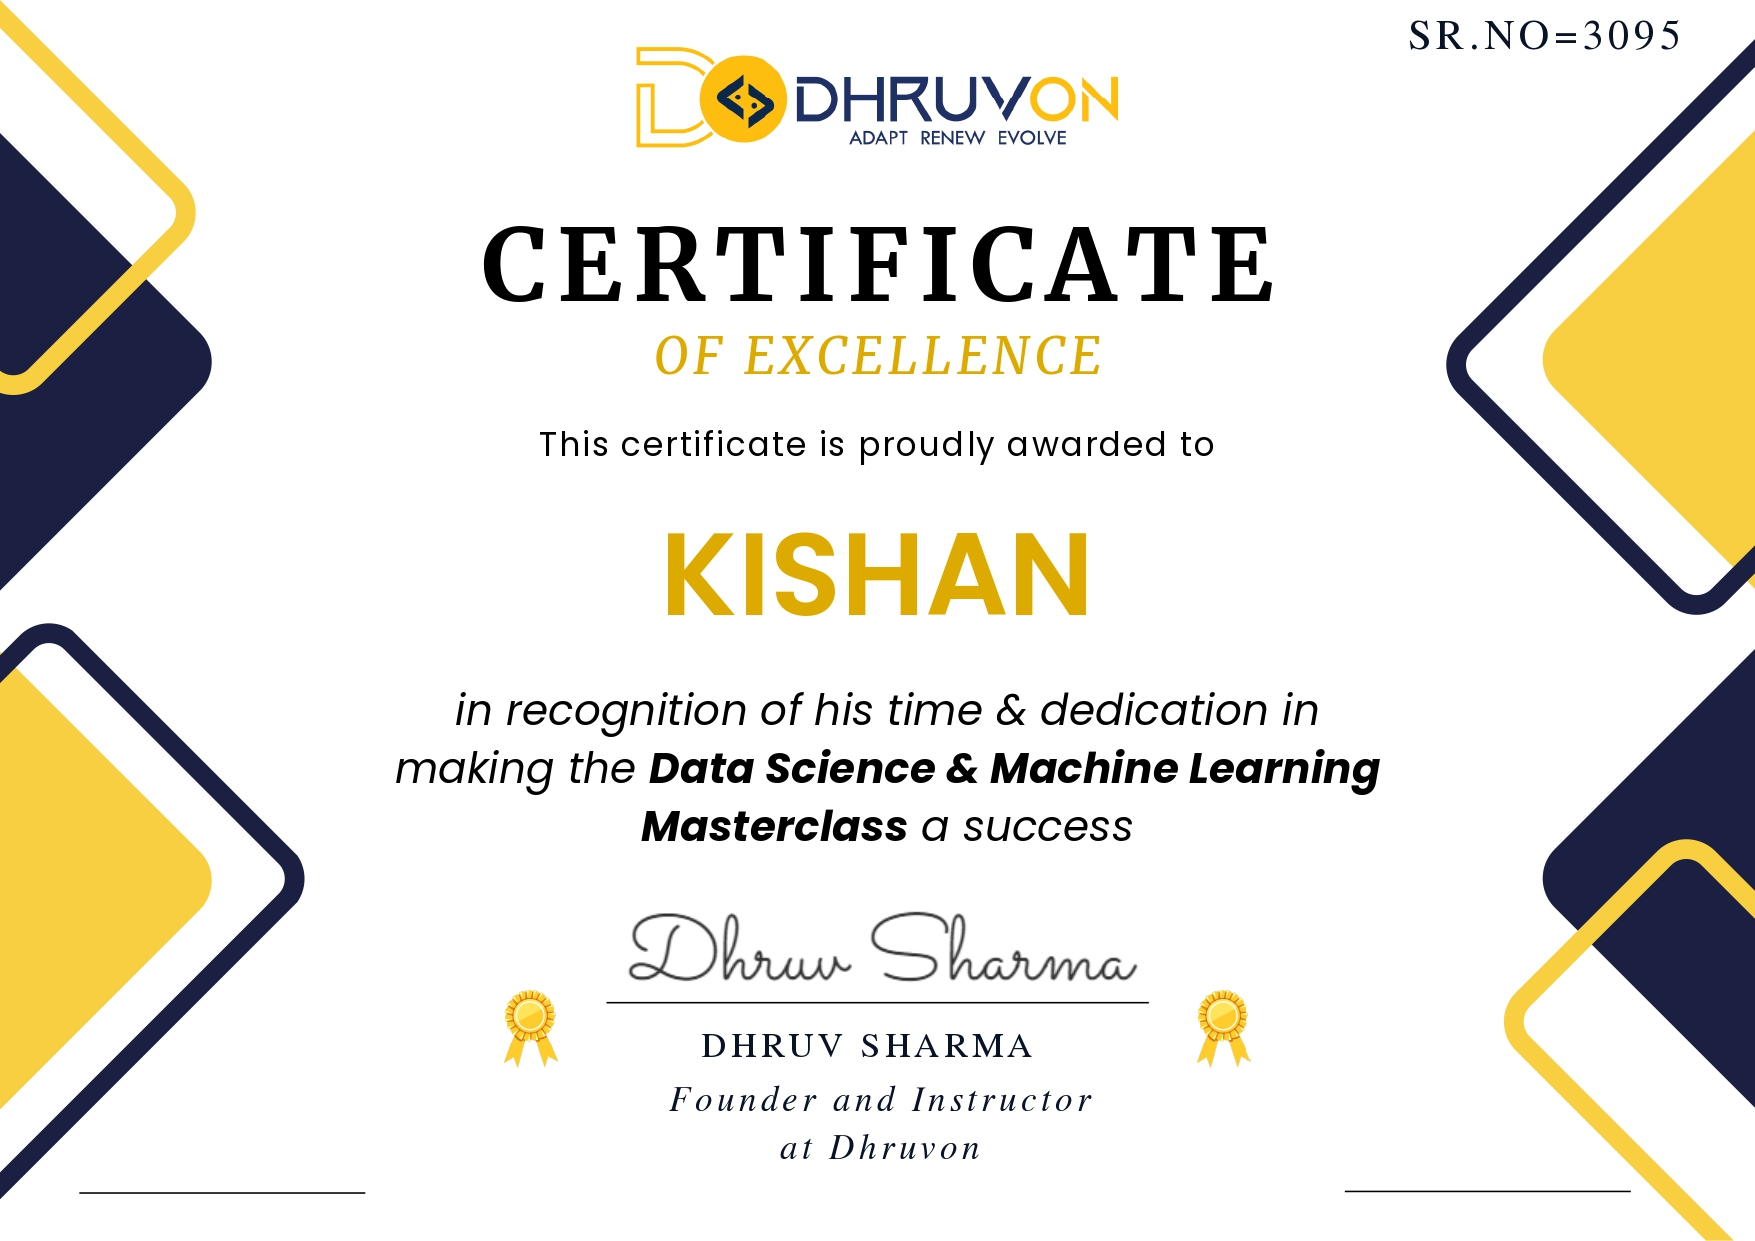 SR.NO=3095
DHRUVON
ADAPT RENEW EVOLVE
CERTIFICATE
OF EXCELLENCE
This certificate is proudly awarded to
KISHAN
in recognition of his time & dedication in
making the Data Science & Machine Learning
Masterclass a success
Dhruv Sharma
DHRUV SHARMA
Founder and Instructor
at Dhruvon